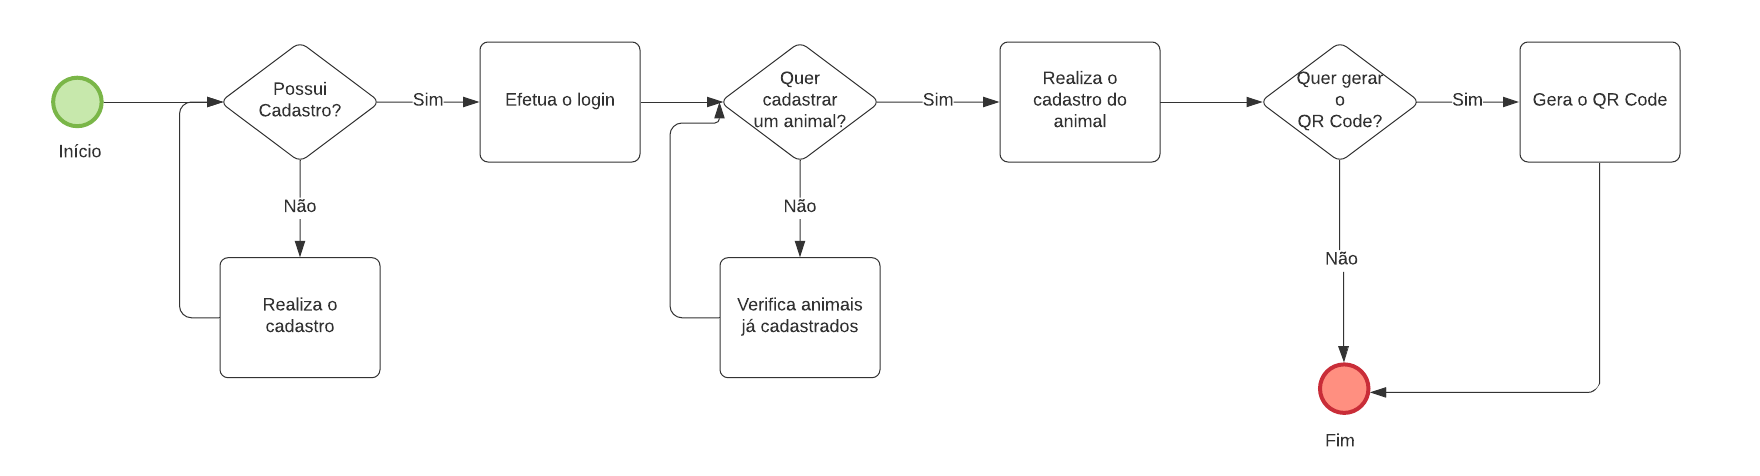 Início
Possui
Cadastro?
Sim
Não
Realiza o
cadastro
Efetua o login
Quer
cadastrar
um animal?
Sim
Não
Verifica animais
já cadastrados
Realiza o
cadastro do
animal
Quer gerar
o
QR Code?
Sim
Não
Gera o QR Code
Fim